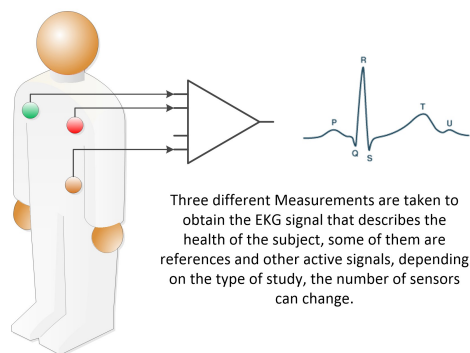 R
P
T
U
Q
S
Three different Measurements are taken to
obtain the EKG signal that describes the
health of the subject, some of them are
references and other active signals, depending
on the type of study, the number of sensors
can change.